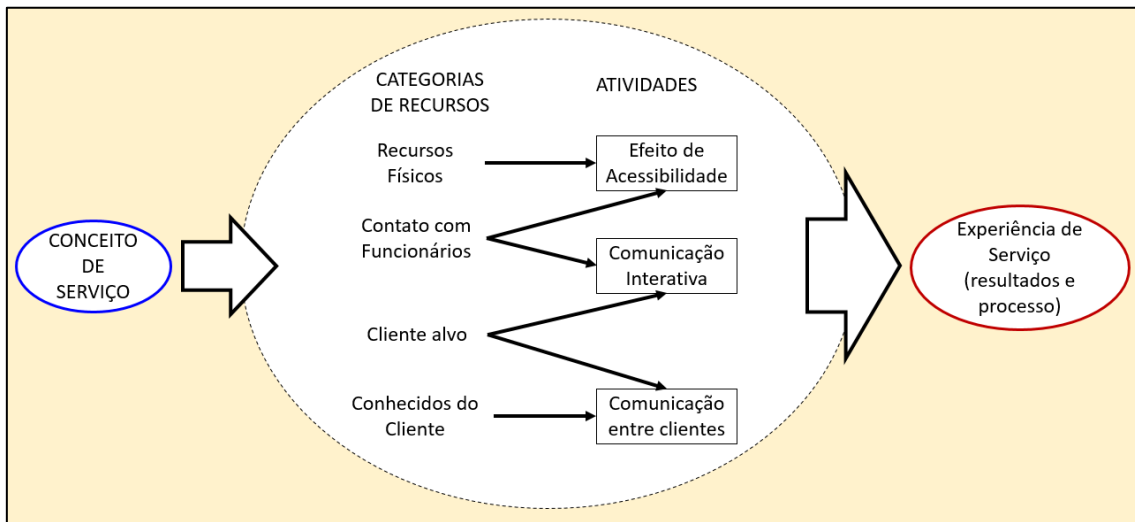 CATEGORIAS
DE RECURSOS
ATIVIDADES
Recursos
Físicos
Efeito de
Acessibilidade
CONCEITO
DE
SERVIÇO
Contato com
Funcionários
Comunicação
Interativa
Cliente alvo
Conhecidos do
Cliente
Comunicação
entre clientes
Experiência de
Serviço
(resultados e
processo)